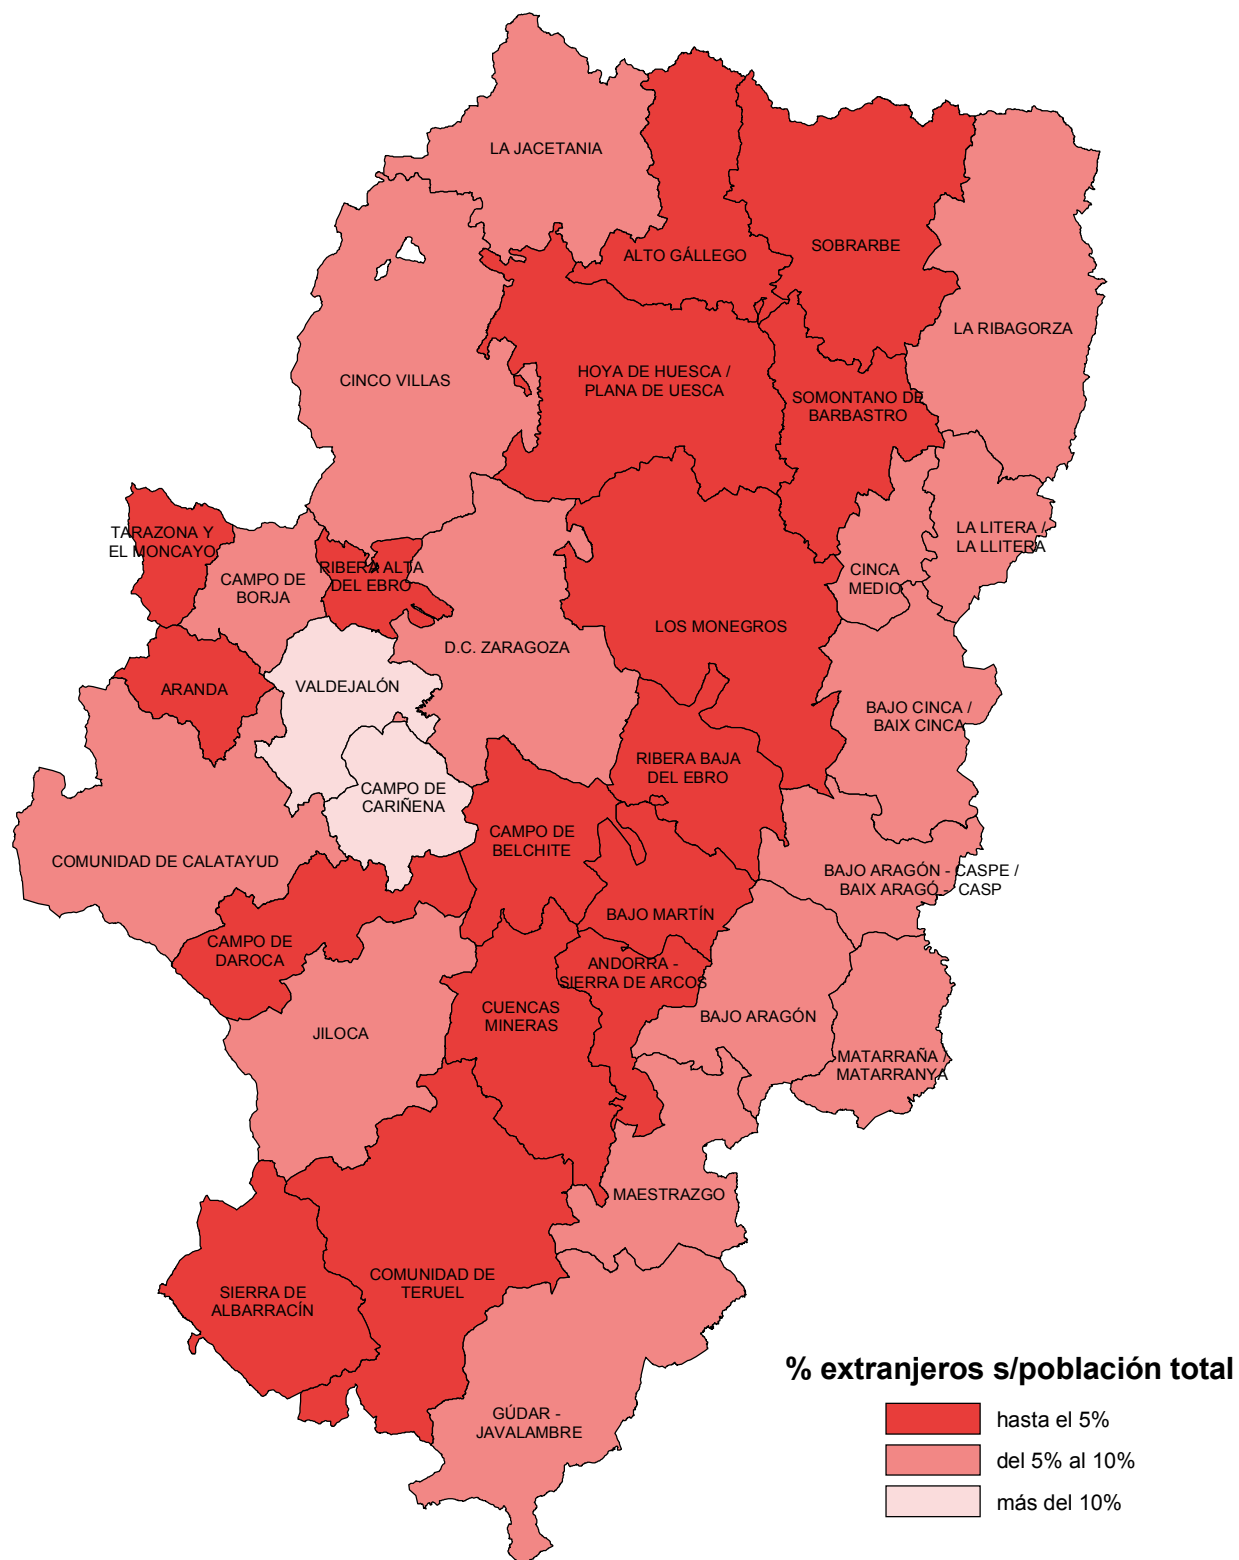 LA JACETANIA
ALTO GÁLLEGO
SOBRARBE
LA RIBAGORZA
CINCO VILLAS
HOYA DE HUESCA /
PLANA DE UESCA
SOMONTANO DE
BARBASTRO
TARAZONA Y
EL MONCAYO
CAMPO DE
BORJA
RIBERA ALTA
DEL EBRO
LA LITERA /
LA LLITERA
CINCA
MEDIO
LOS MONEGROS
D.C. ZARAGOZA
VALDEJALÓN
ARANDA
BAJO CINCA /
BAIX CINCA
RIBERA BAJA
DEL EBRO
CAMPO DE
CARIÑENA
CAMPO DE
BELCHITE
COMUNIDAD DE CALATAYUD
BAJO ARAGÓN - CASPE /
BAIX ARAGÓ - CASP
BAJO MARTÍN
CAMPO DE
DAROCA
ANDORRA -
SIERRA DE ARCOS
CUENCAS
MINERAS
BAJO ARAGÓN
JILOCA
MATARRAÑA /
MATARRANYA
MAESTRAZGO
COMUNIDAD DE
TERUEL
SIERRA DE
ALBARRACÍN
GÚDAR -
JAVALAMBRE
% extranjeros s/población total
hasta el 5%
del 5% al 10%
más del 10%